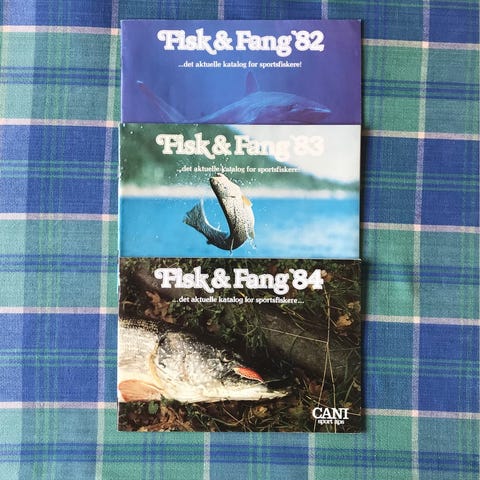 Fisk & Fang '82
...det aktuelle katalog for sportsfiskere!
Fisk & Fang '83
...det aktuelle katalog for sportsfiskere!
Fisk & Fang '84
...det aktuelle katalog for sportsfiskere...
CANI
sport aps